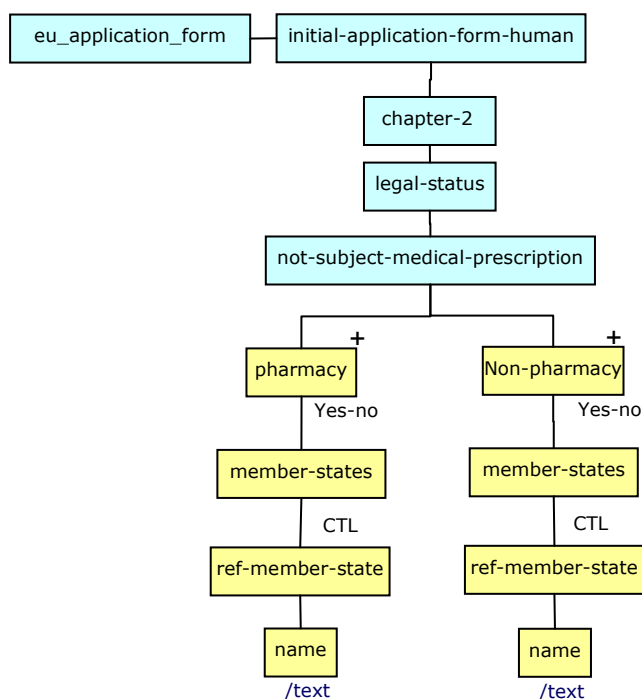 eu_application_form
initial-application-form-human
chapter-2
legal-status
not-subject-medical-prescription
+
+
pharmacy
Non-pharmacy
Yes-no
Yes-no
member-states
member-states
CTL
CTL
ref-member-state
ref-member-state
name
name
/text
/text